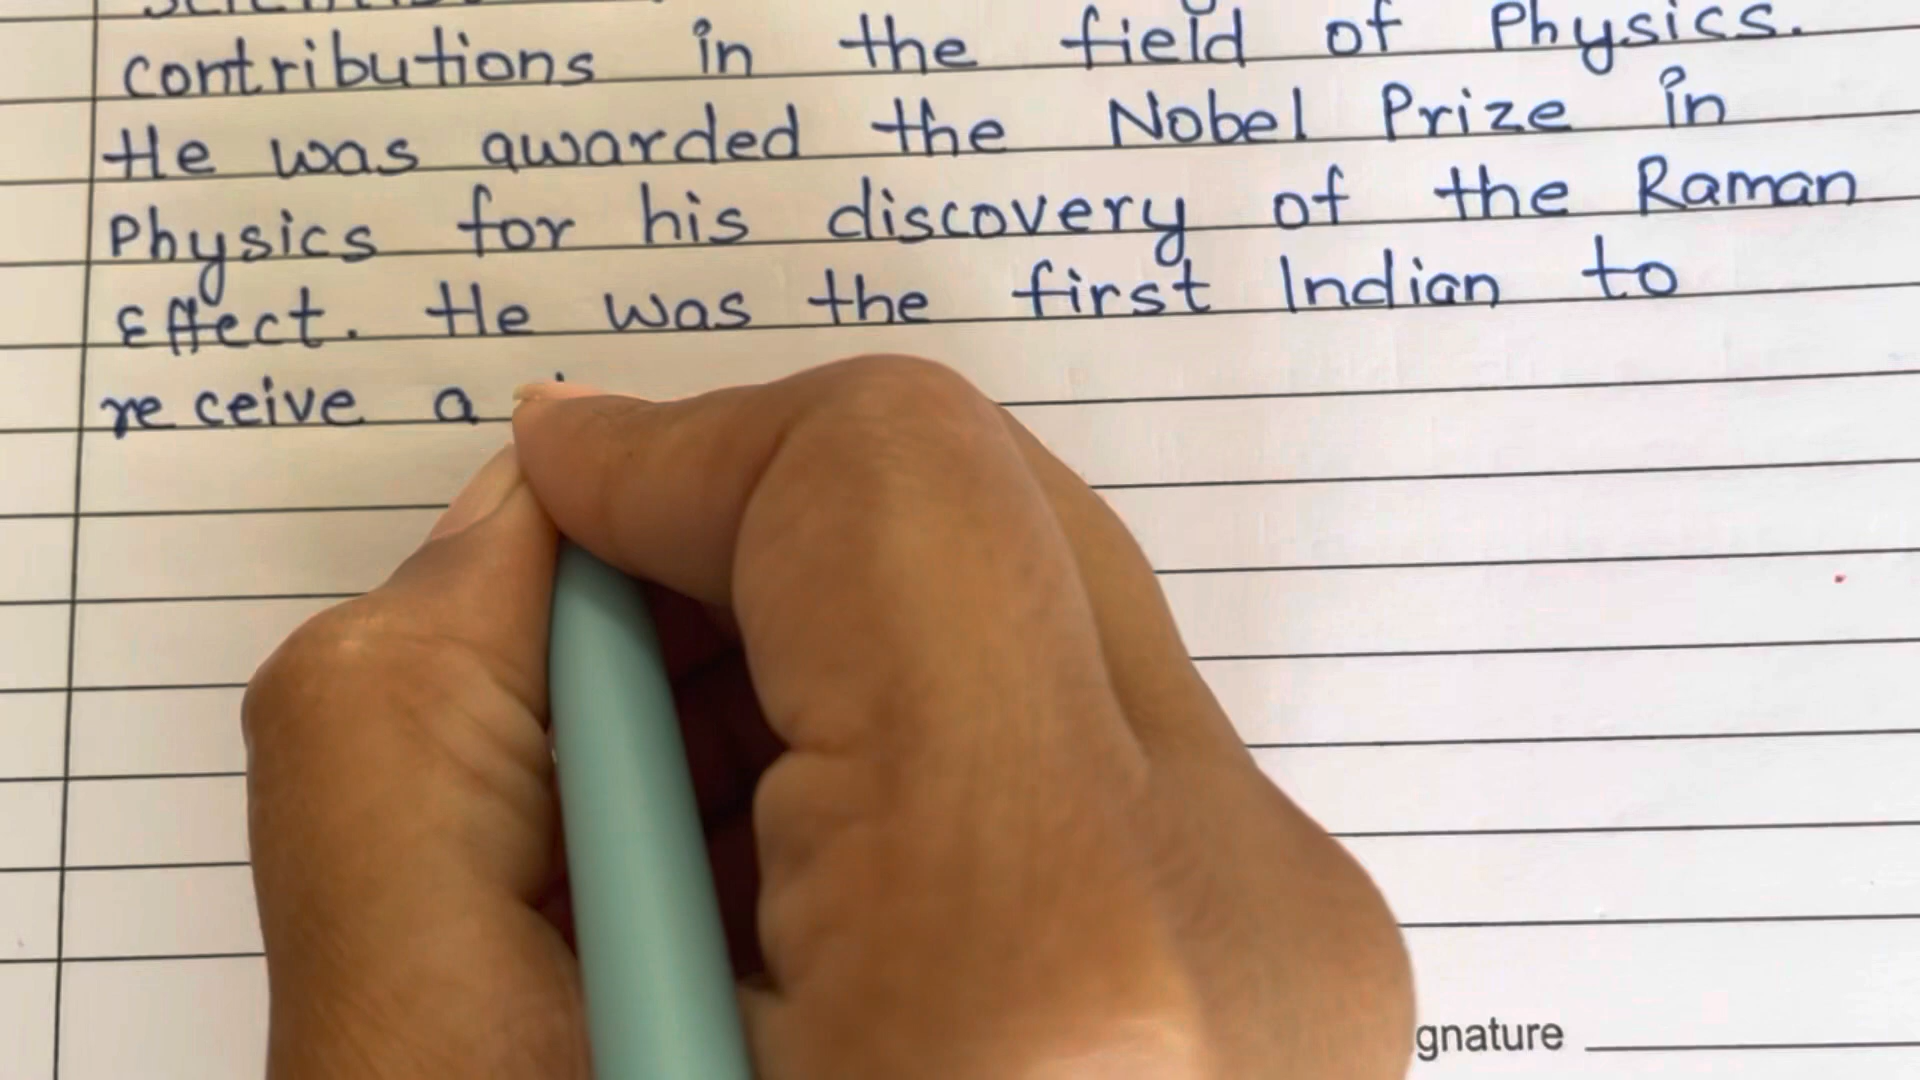 contributions in the field of Physics.
He was awarded the Nobel Prize in
Physics for his discovery of the Raman
Effect. He was the first Indian to
receive a
gnature